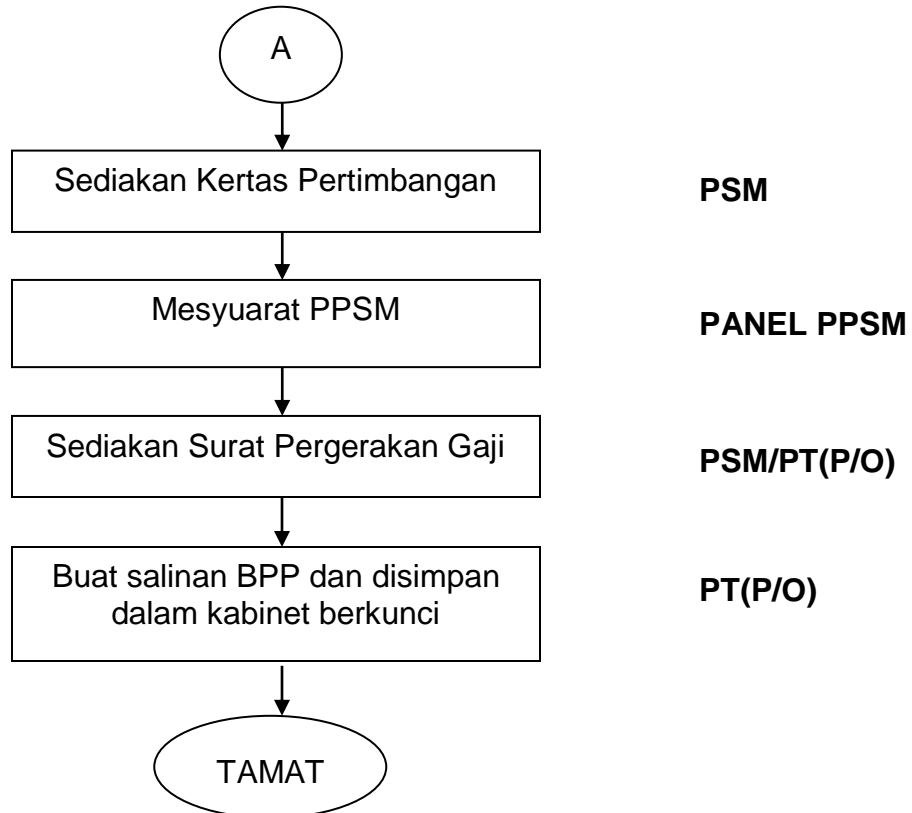 A
Sediakan Kertas Pertimbangan
PSM
Mesyuarat PPSM
PANEL PPSM
Sediakan Surat Pergerakan Gaji
PSM/PT(P/O)
Buat salinan BPP dan disimpan
dalam kabinet berkunci
PT(P/O)
TAMAT